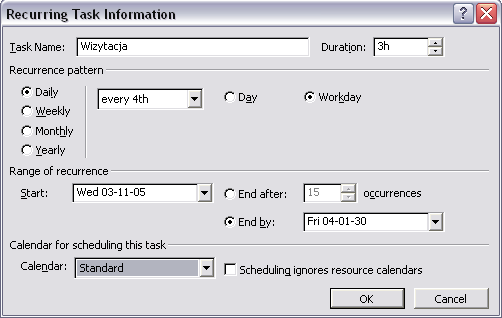 Recurring Task Information
Task Name: Wizytacja Duration: 3h
Recurrence pattern
Daily every 4th Day Workday
Weekly
Monthly
Yearly
Range of recurrence
Start: Wed 03-11-05 End after: 15 occurrences
End by: Fri 04-01-30
Calendar for scheduling this task
Calendar: Standard Scheduling ignores resource calendars
OK Cancel